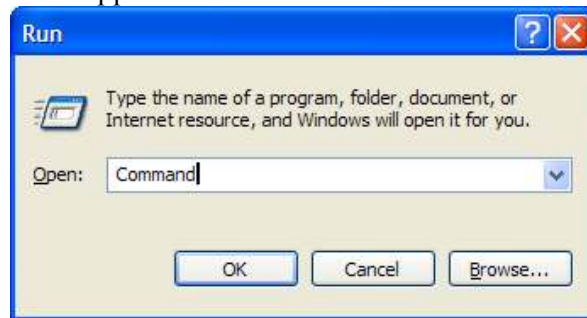 Run
Type the name of a program, folder, document, or
Internet resource, and Windows will open it for you.
Open: Command
OK Cancel Browse...